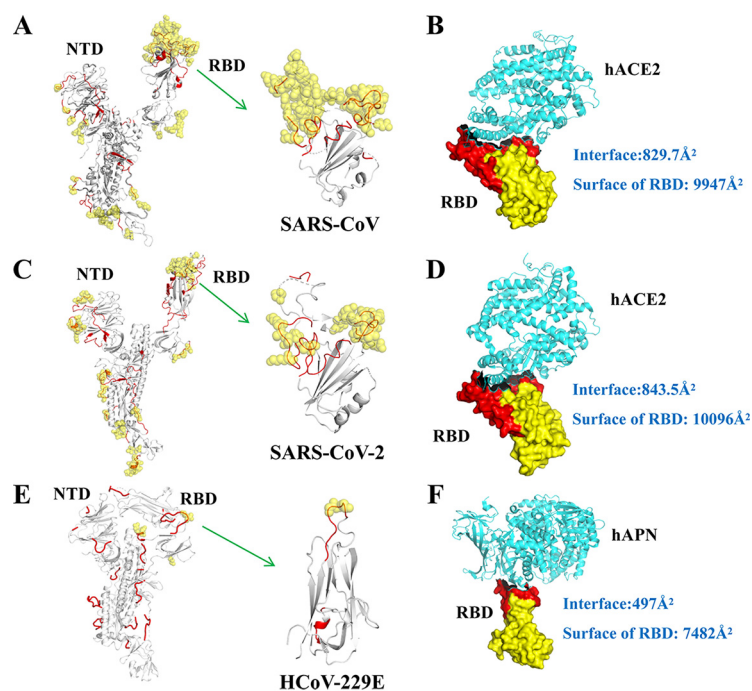 A
NTD
RBD
SARS-CoV
B
hACE2
RBD
Interface:829.7Å²
Surface of RBD: 9947Å²
C
NTD
RBD
SARS-CoV-2
D
hACE2
RBD
Interface:843.5Å²
Surface of RBD: 10096Å²
E
NTD
RBD
HCoV-229E
F
hAPN
RBD
Interface:497Å²
Surface of RBD: 7482Å²